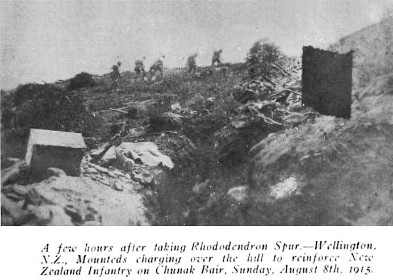 A few hours after taking Rhododendron Spur.—Wellington,
N.Z., Mounteds charging over the hill to reinforce New
Zealand Infantry on Chunak Bair, Sunday, August 8th, 1915.